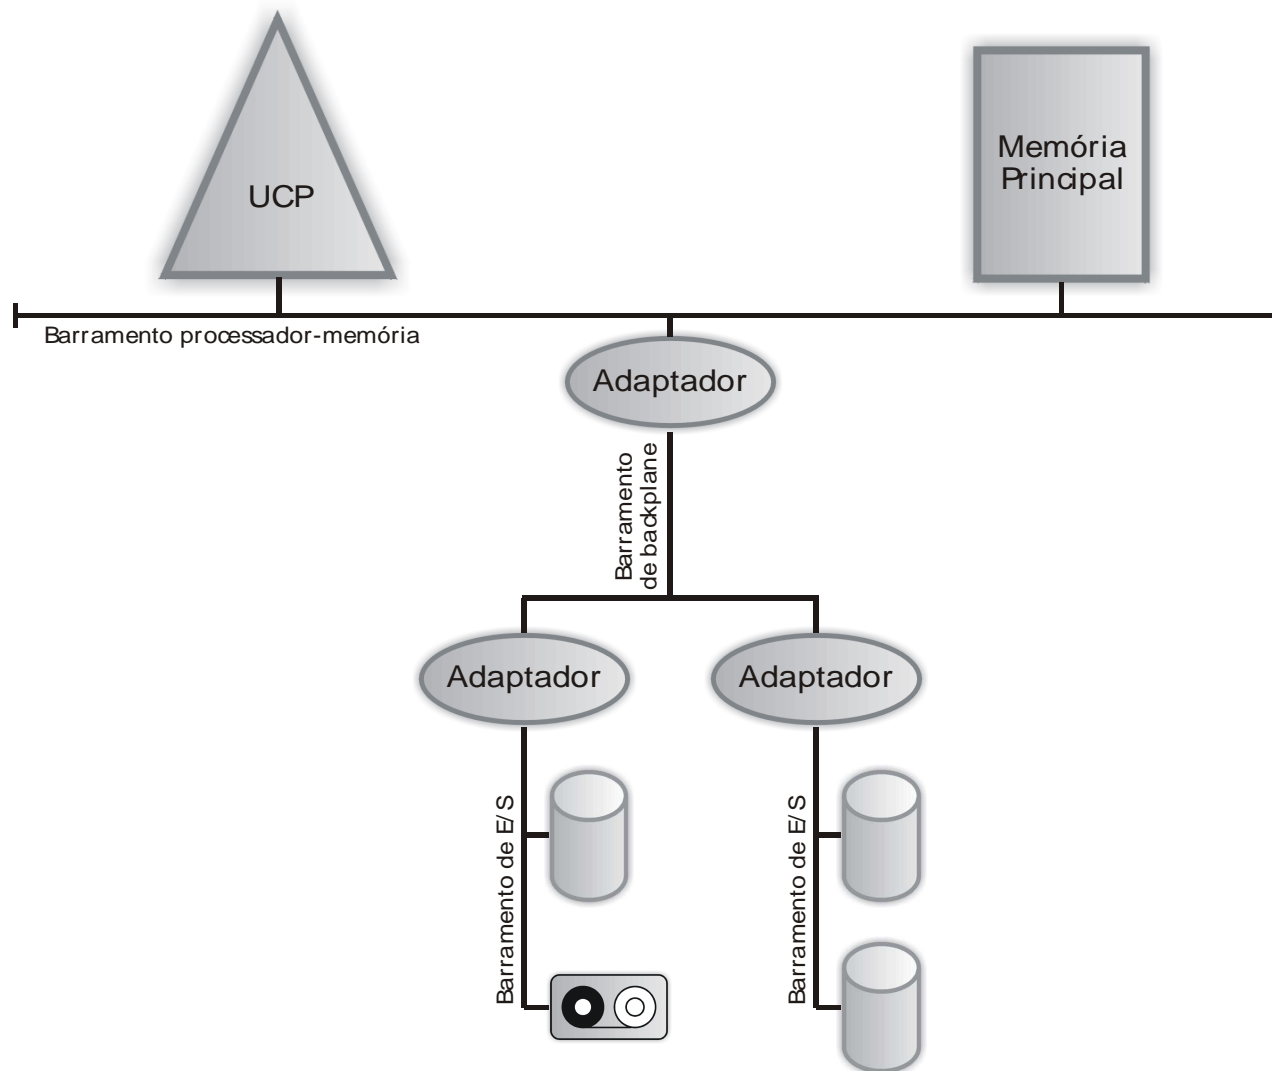 UCP
Memória
Principal
Barramento processador-memória
Adaptador
Barramento
de backplane
Adaptador
Adaptador
Barramento de E/S
Barramento de E/S